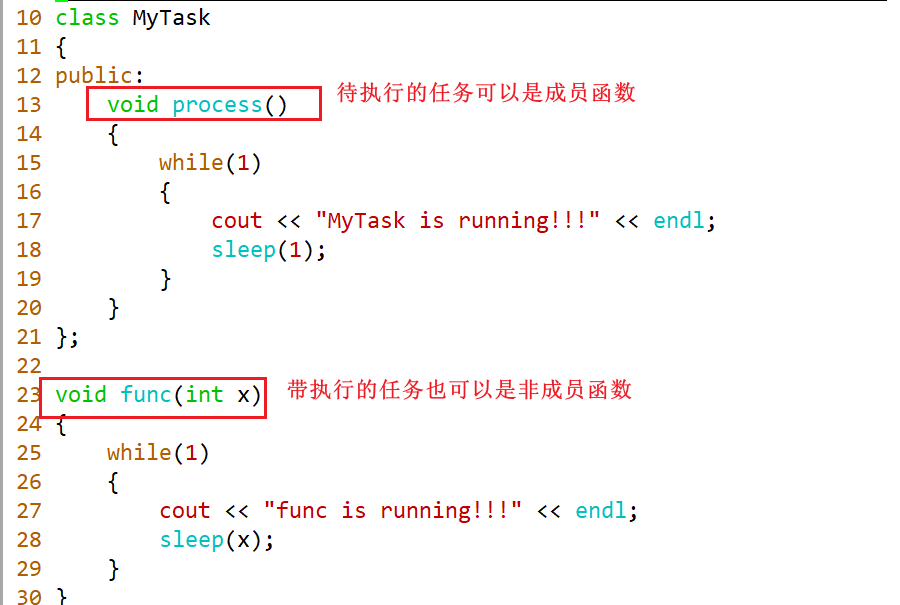 10 class MyTask
11 {
12 public:
13     void process() 待执行的任务可以是成员函数
14     {
15         while(1)
16         {
17             cout << "MyTask is running!!!" << endl;
18             sleep(1);
19         }
20     }
21 };
22
23 void func(int x) 带执行的任务也可以是非成员函数
24 {
25     while(1)
26     {
27         cout << "func is running!!!" << endl;
28         sleep(x);
29     }
30 }